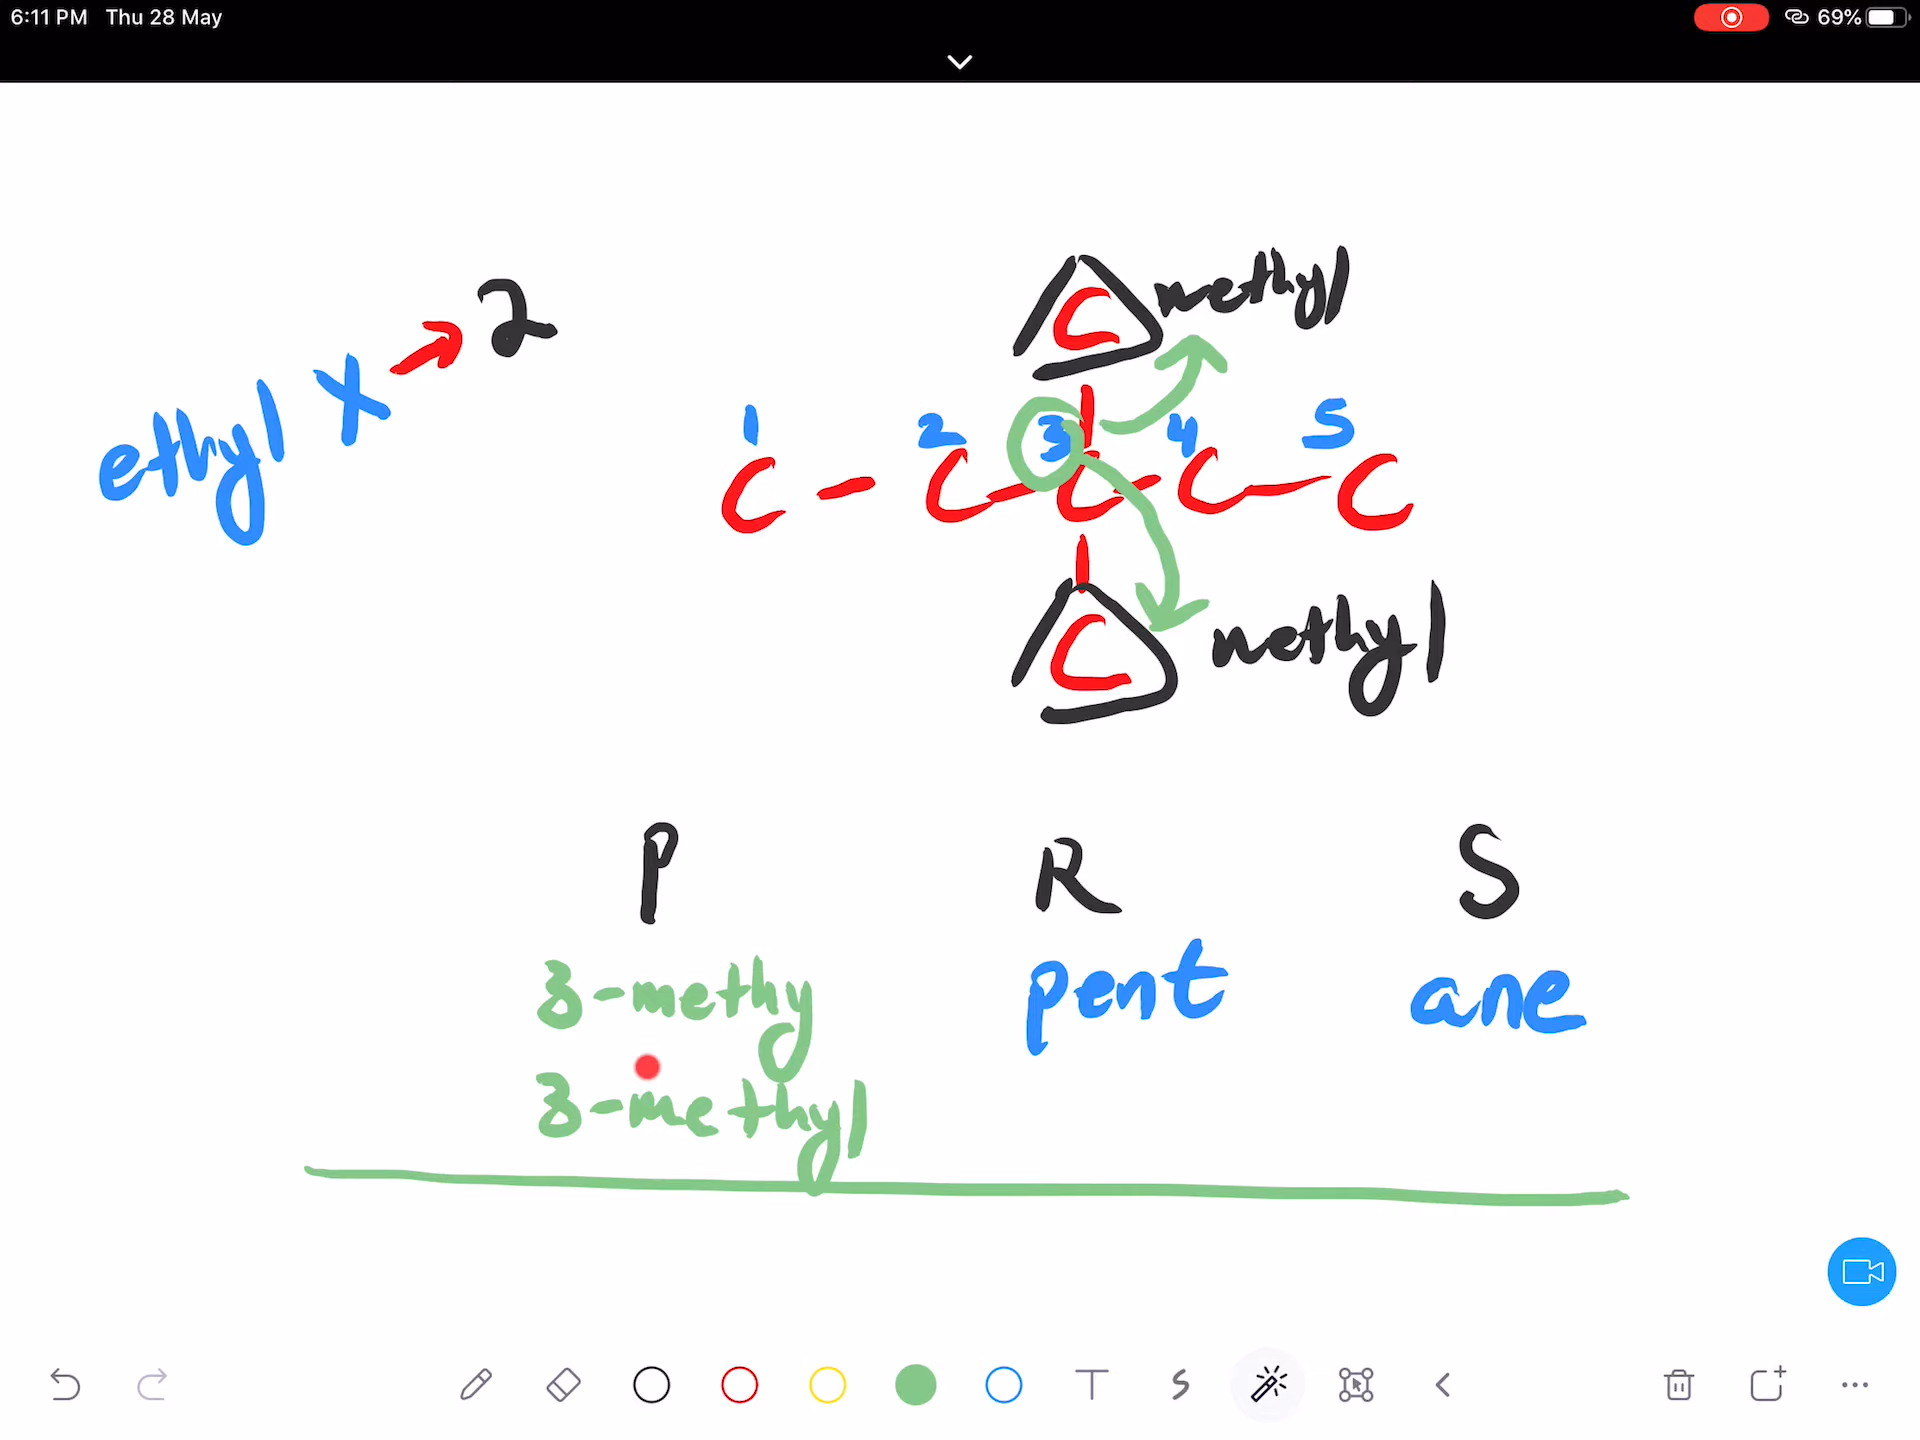 6:11 PM Thu 28 May 69%
ethyl X → 2
C methyl
1 2 3 4 5
C - C - C - C - C
C methyl
P R S
3-methy pent ane
3-methyl
T